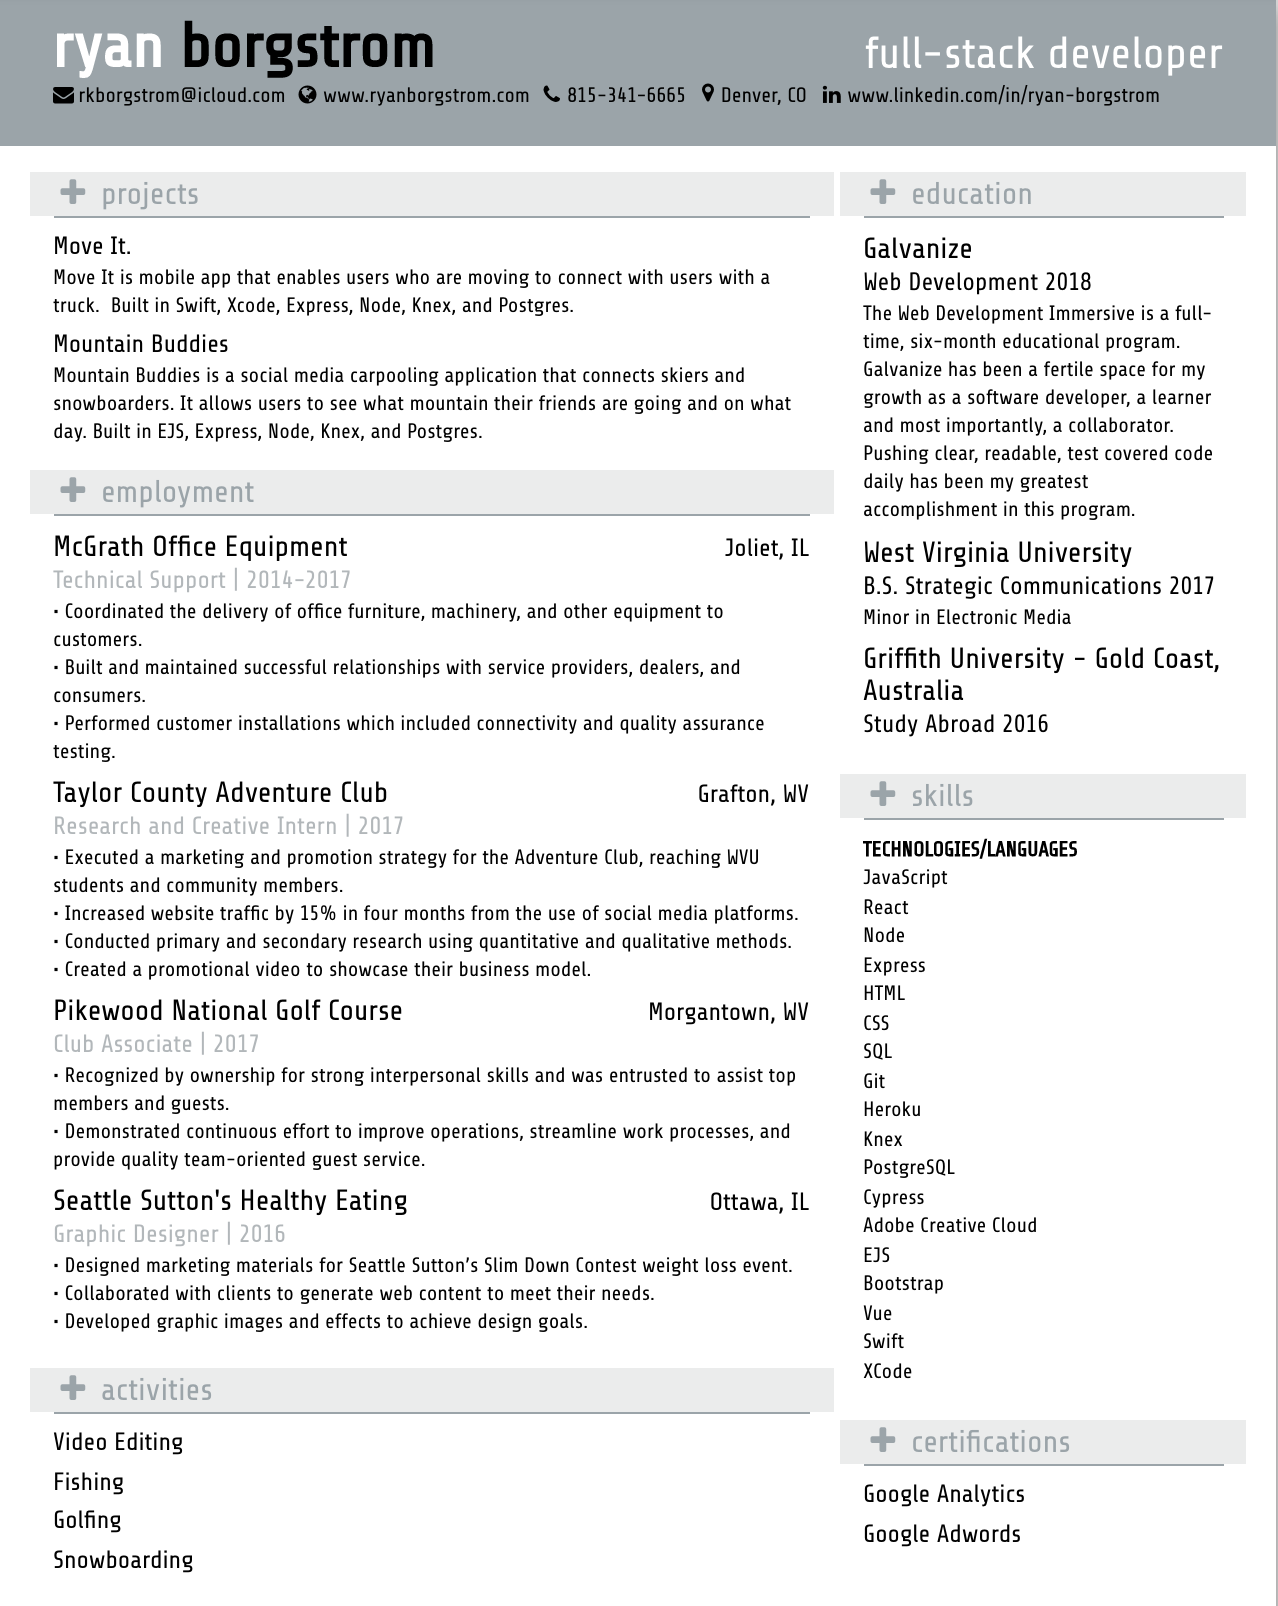 ryan borgstrom
full-stack developer
rkborgstrom@icloud.com www.ryanborgstrom.com 815-341-6665 Denver, CO www.linkedin.com/in/ryan-borgstrom
projects
Move It.
Move It is mobile app that enables users who are moving to connect with users with a
truck.  Built in Swift, Xcode, Express, Node, Knex, and Postgres.
Mountain Buddies
Mountain Buddies is a social media carpooling application that connects skiers and
snowboarders. It allows users to see what mountain their friends are going and on what
day. Built in EJS, Express, Node, Knex, and Postgres.
employment
McGrath Office Equipment Joliet, IL
Technical Support | 2014-2017
· Coordinated the delivery of office furniture, machinery, and other equipment to
customers.
· Built and maintained successful relationships with service providers, dealers, and
consumers.
· Performed customer installations which included connectivity and quality assurance
testing.
Taylor County Adventure Club Grafton, WV
Research and Creative Intern | 2017
· Executed a marketing and promotion strategy for the Adventure Club, reaching WVU
students and community members.
· Increased website traffic by 15% in four months from the use of social media platforms.
· Conducted primary and secondary research using quantitative and qualitative methods.
· Created a promotional video to showcase their business model.
Pikewood National Golf Course Morgantown, WV
Club Associate | 2017
· Recognized by ownership for strong interpersonal skills and was entrusted to assist top
members and guests.
· Demonstrated continuous effort to improve operations, streamline work processes, and
provide quality team-oriented guest service.
Seattle Sutton's Healthy Eating Ottawa, IL
Graphic Designer | 2016
· Designed marketing materials for Seattle Sutton’s Slim Down Contest weight loss event.
· Collaborated with clients to generate web content to meet their needs.
· Developed graphic images and effects to achieve design goals.
activities
Video Editing
Fishing
Golfing
Snowboarding
education
Galvanize
Web Development 2018
The Web Development Immersive is a full-
time, six-month educational program.
Galvanize has been a fertile space for my
growth as a software developer, a learner
and most importantly, a collaborator.
Pushing clear, readable, test covered code
daily has been my greatest
accomplishment in this program.
West Virginia University
B.S. Strategic Communications 2017
Minor in Electronic Media
Griffith University - Gold Coast,
Australia
Study Abroad 2016
skills
TECHNOLOGIES/LANGUAGES
JavaScript
React
Node
Express
HTML
CSS
SQL
Git
Heroku
Knex
PostgreSQL
Cypress
Adobe Creative Cloud
EJS
Bootstrap
Vue
Swift
XCode
certifications
Google Analytics
Google Adwords